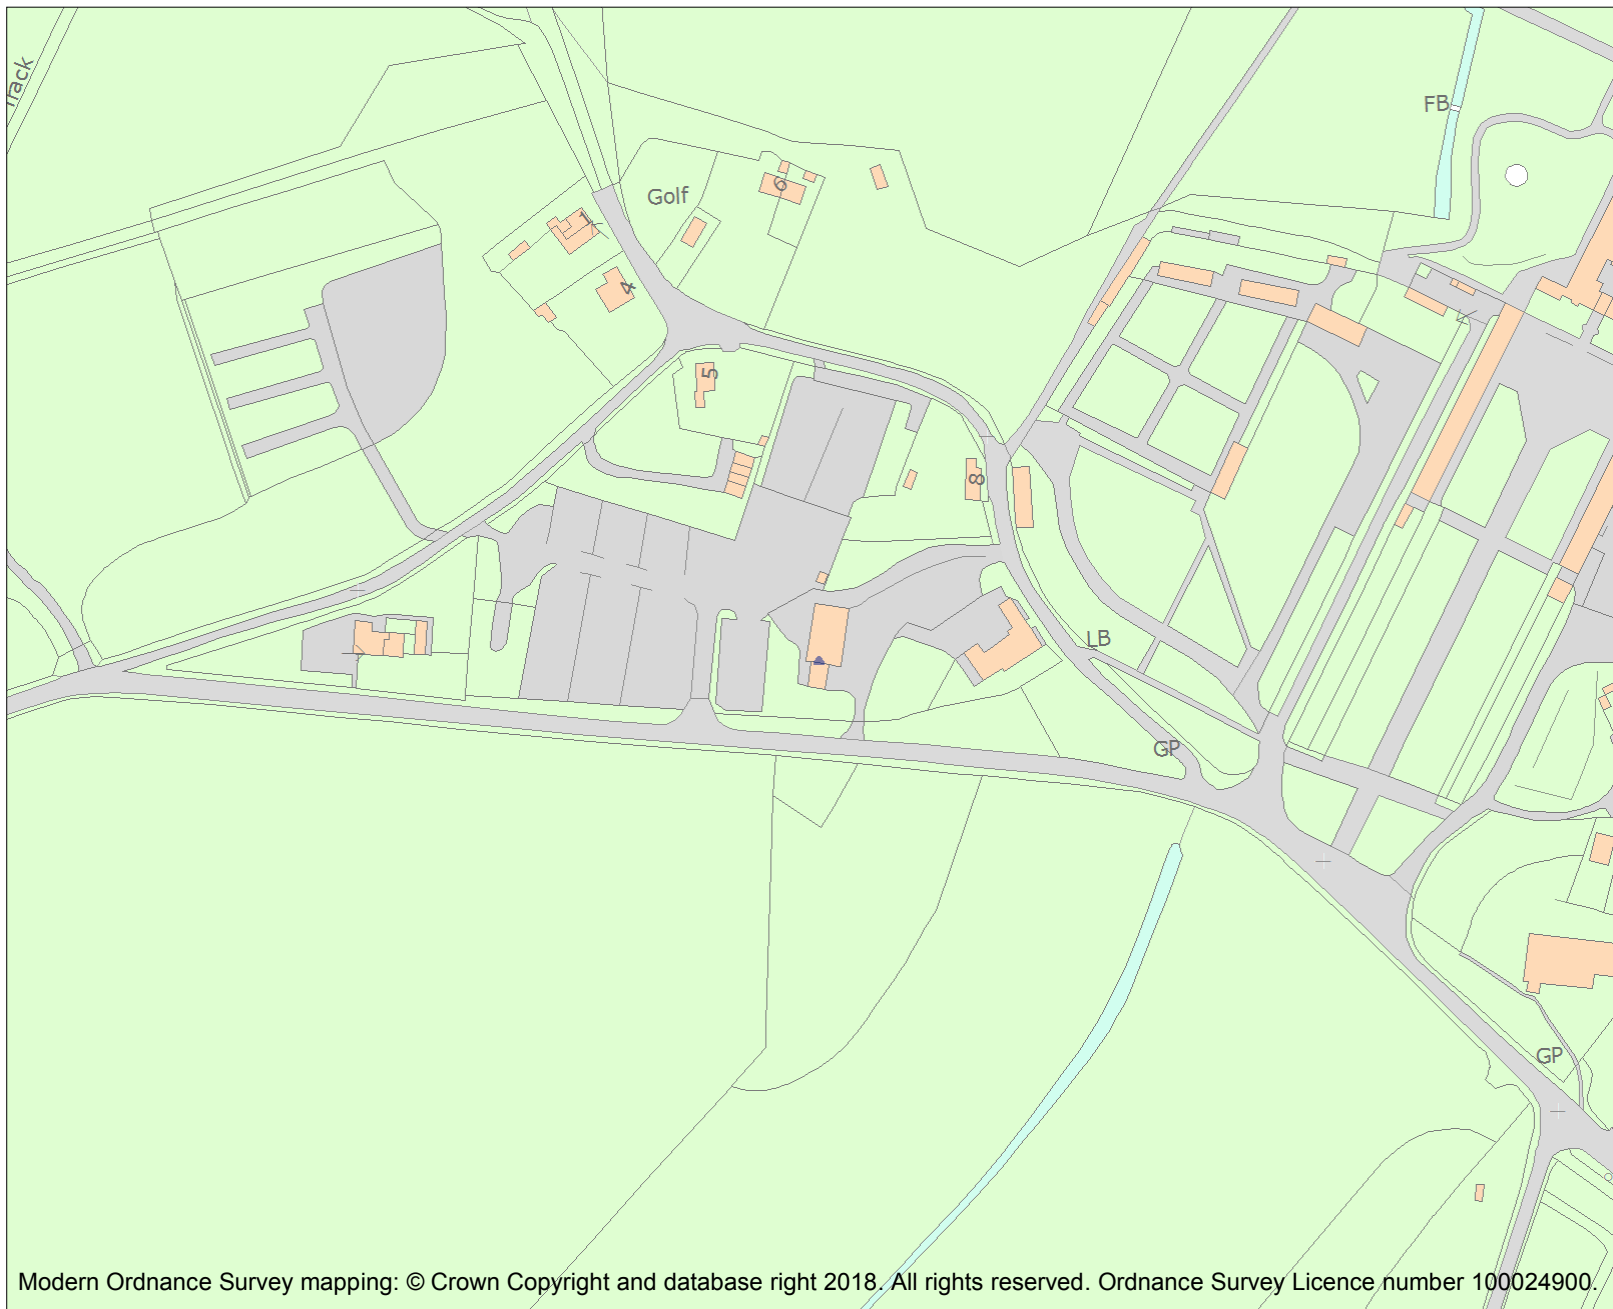 Track
FB
Golf
6
1
4
5
8
LB
GP
7
GP
Modern Ordnance Survey mapping: © Crown Copyright and database right 2018. All rights reserved. Ordnance Survey Licence number 100024900.